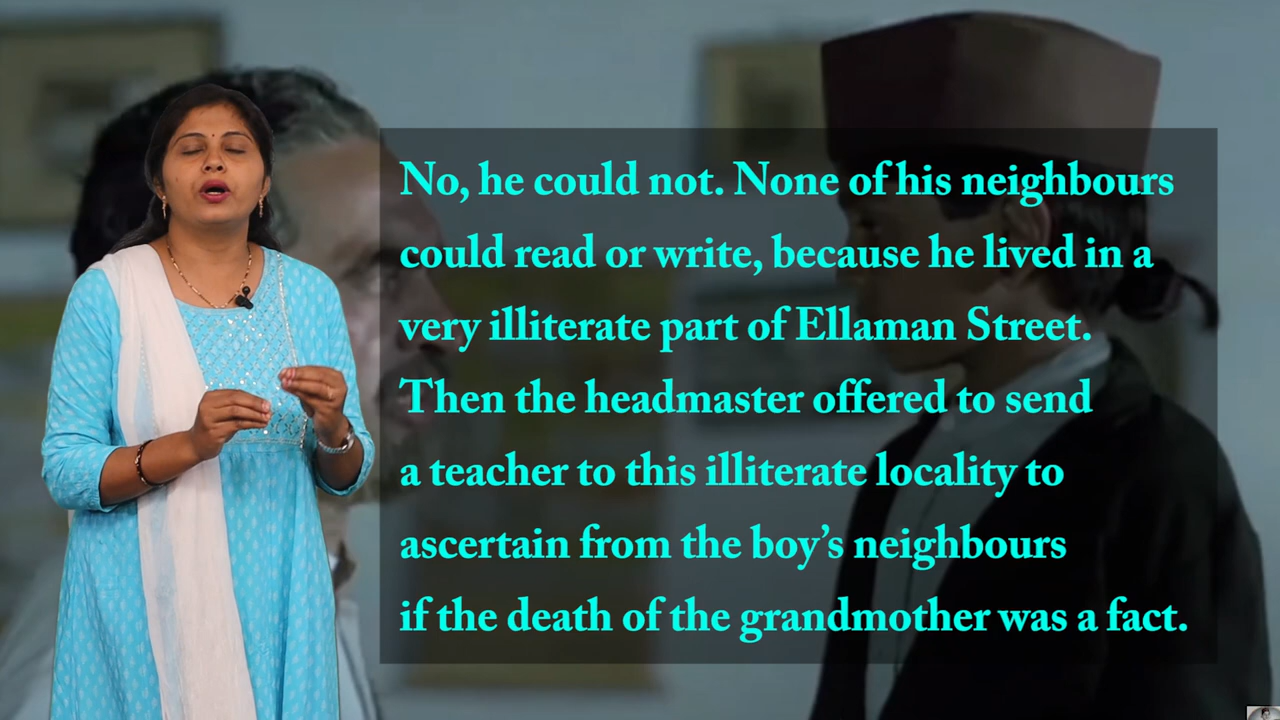 No, he could not. None of his neighbours
could read or write, because he lived in a
very illiterate part of Ellaman Street.
Then the headmaster offered to send
a teacher to this illiterate locality to
ascertain from the boy’s neighbours
if the death of the grandmother was a fact.